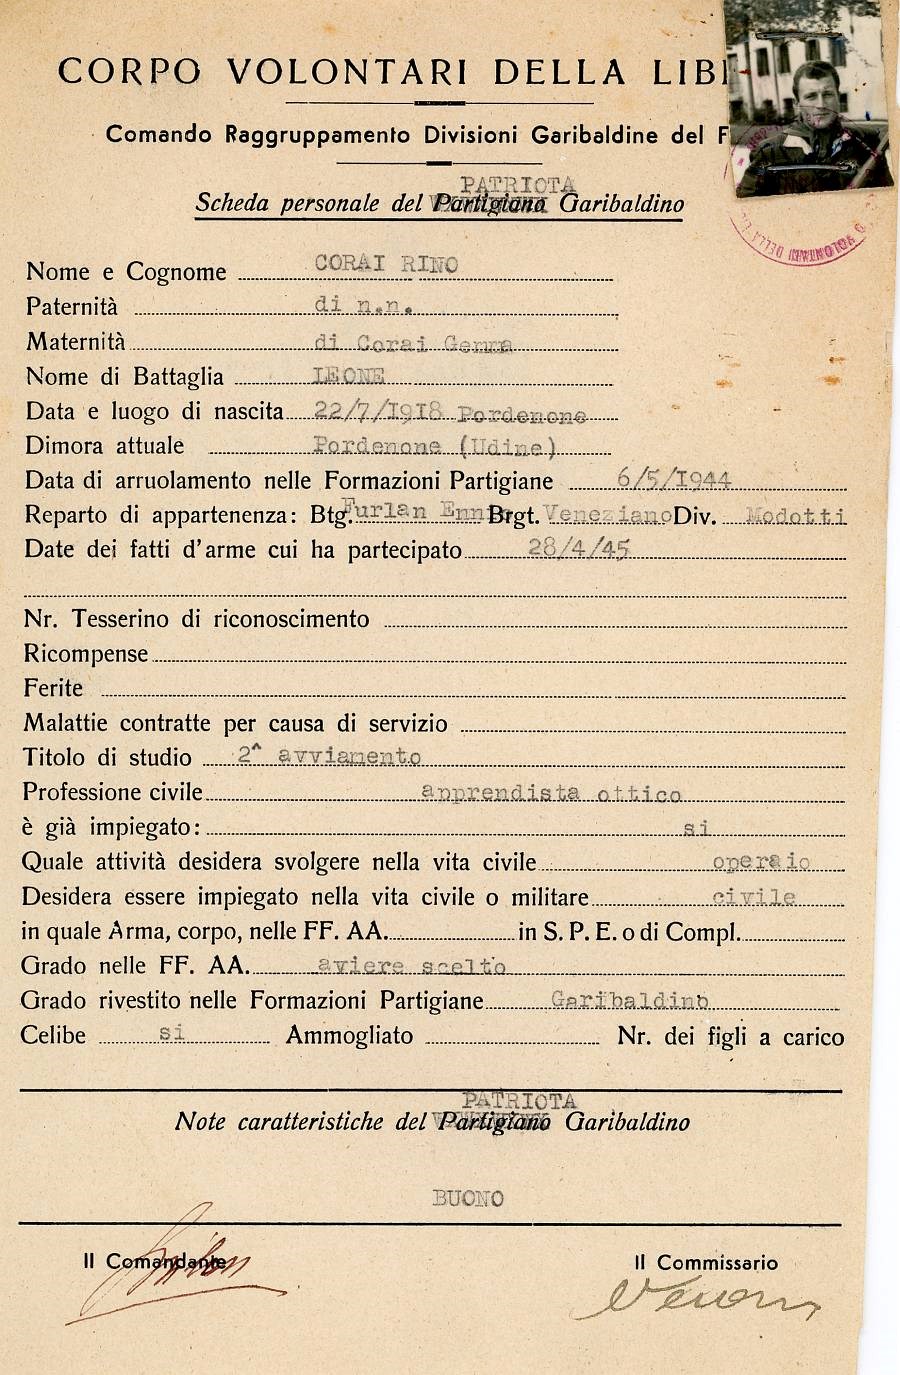 CORPO VOLONTARI DELLA LIB
Comando Raggruppamento Divisioni Garibaldine del F
PATRIOTA
Scheda personale del Partigiano Garibaldino
VOLONTARI DELLA
Nome e Cognome CORAI RINO
Paternità di n.n.
Maternità di Corai Gemma
Nome di Battaglia LEONE
Data e luogo di nascita 22/7/1918 Pordenone
Dimora attuale Pordenone (Udine)
Data di arruolamento nelle Formazioni Partigiane 6/5/1944
Reparto di appartenenza: Btg. Furlan Ennio Brgt. Veneziano Div. Modotti
Date dei fatti d'arme cui ha partecipato 28/4/45
Nr. Tesserino di riconoscimento
Ricompense
Ferite
Malattie contratte per causa di servizio
Titolo di studio 2^ avviamento
Professione civile apprendista ottico
è già impiegato: si
Quale attività desidera svolgere nella vita civile operaio
Desidera essere impiegato nella vita civile o militare civile
in quale Arma, corpo, nelle FF. AA. in S. P. E. o di Compl.
Grado nelle FF. AA. aviere scelto
Grado rivestito nelle Formazioni Partigiane Garibaldino
Celibe si Ammogliato Nr. dei figli a carico
PATRIOTA
Note caratteristiche del Partigiano Garibaldino
BUONO
Il Comandante Il Commissario